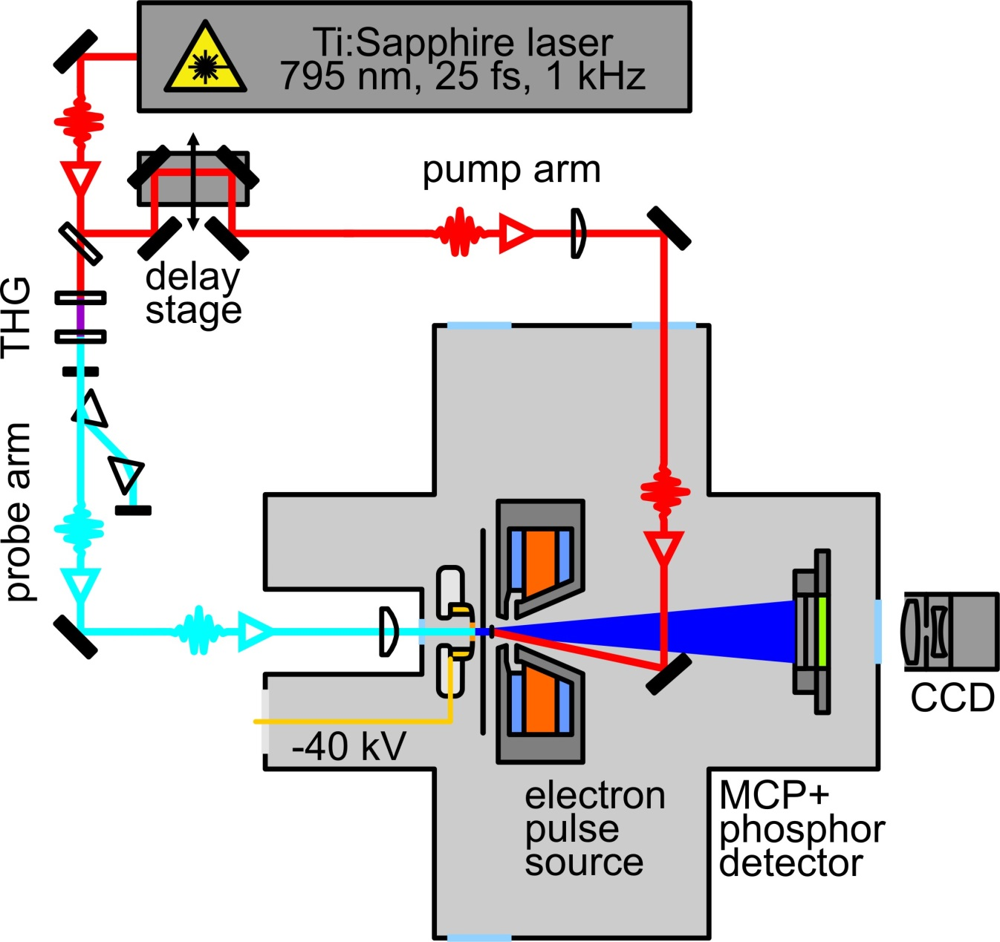 Ti:Sapphire laser
795 nm, 25 fs, 1 kHz
pump arm
delay
stage
THG
probe arm
-40 kV
CCD
electron
pulse
source
MCP+
phosphor
detector